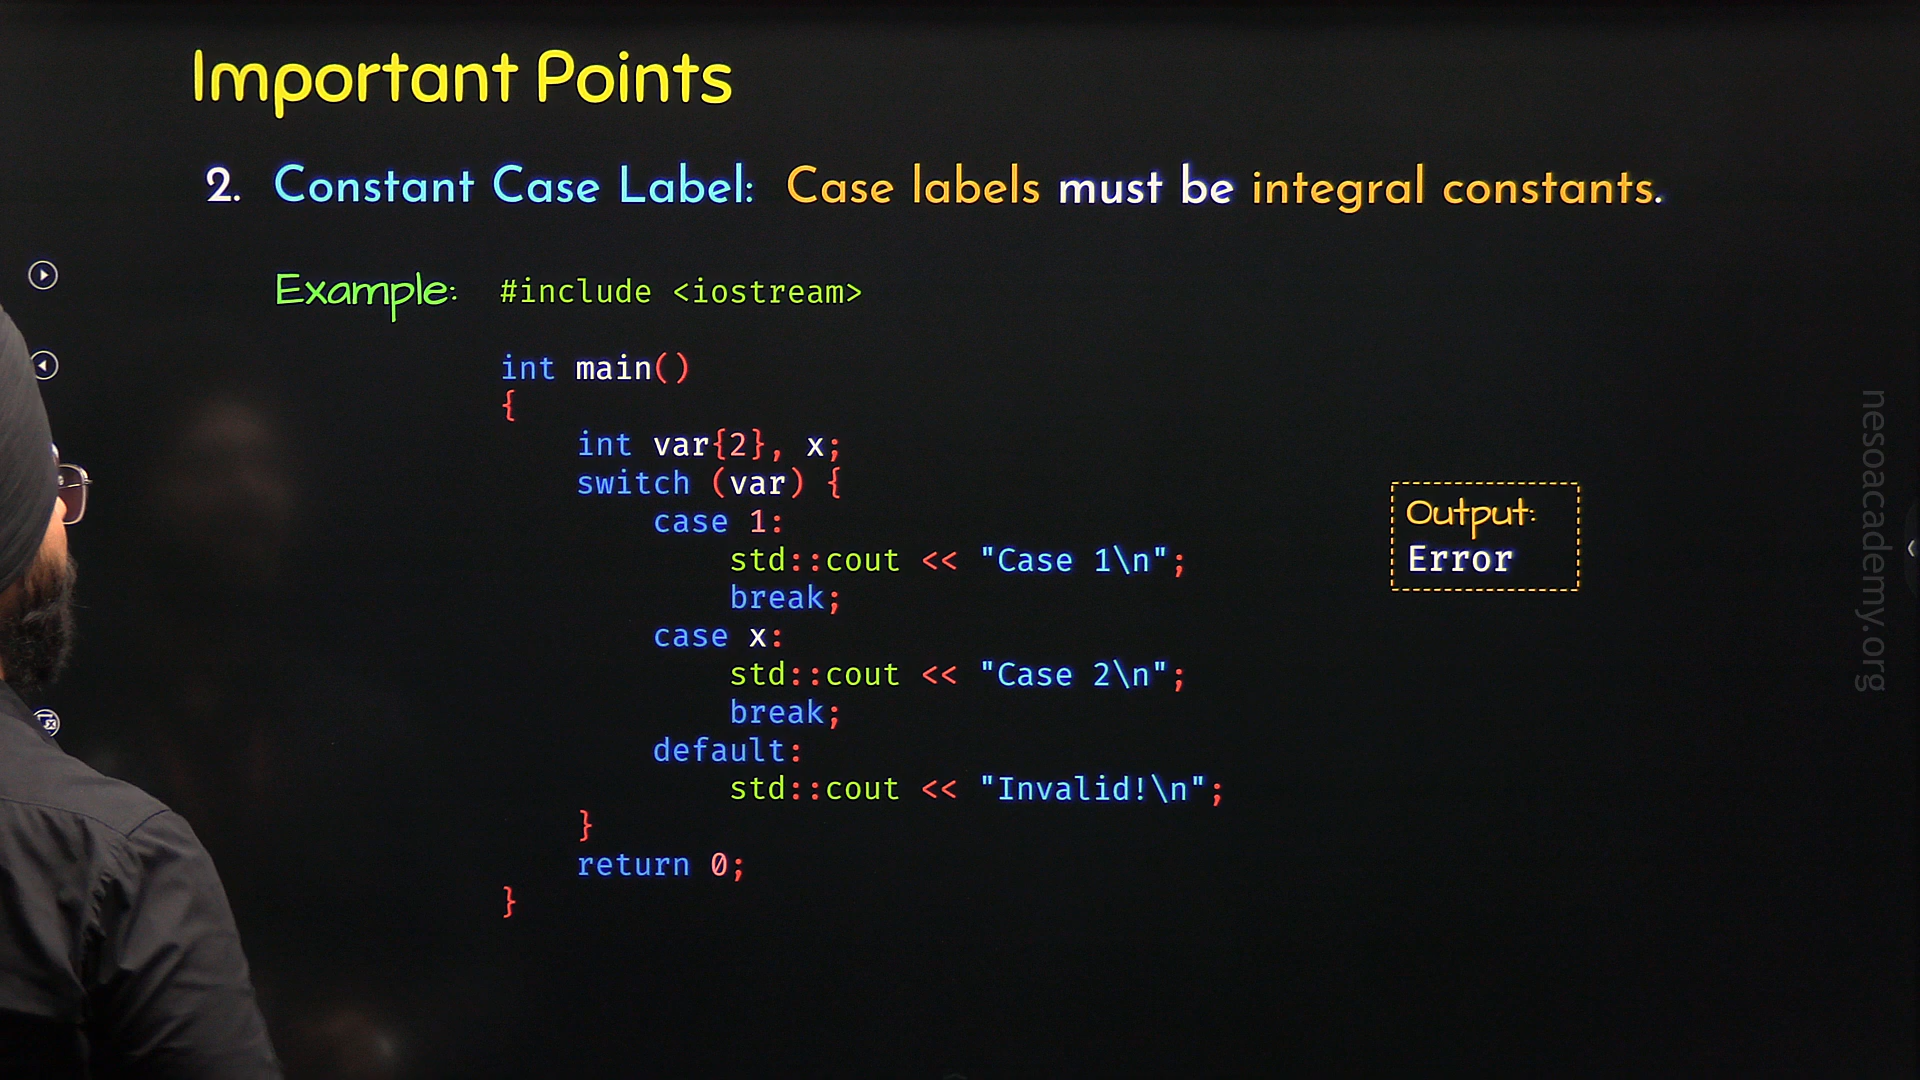 Important Points
2. Constant Case Label: Case labels must be integral constants.
Example: #include <iostream>
int main()
{
    int var{2}, x;
    switch (var) {
        case 1:
            std::cout << "Case 1\n";
            break;
        case x:
            std::cout << "Case 2\n";
            break;
        default:
            std::cout << "Invalid!\n";
    }
    return 0;
}
Output:
Error
nesoacademy.org